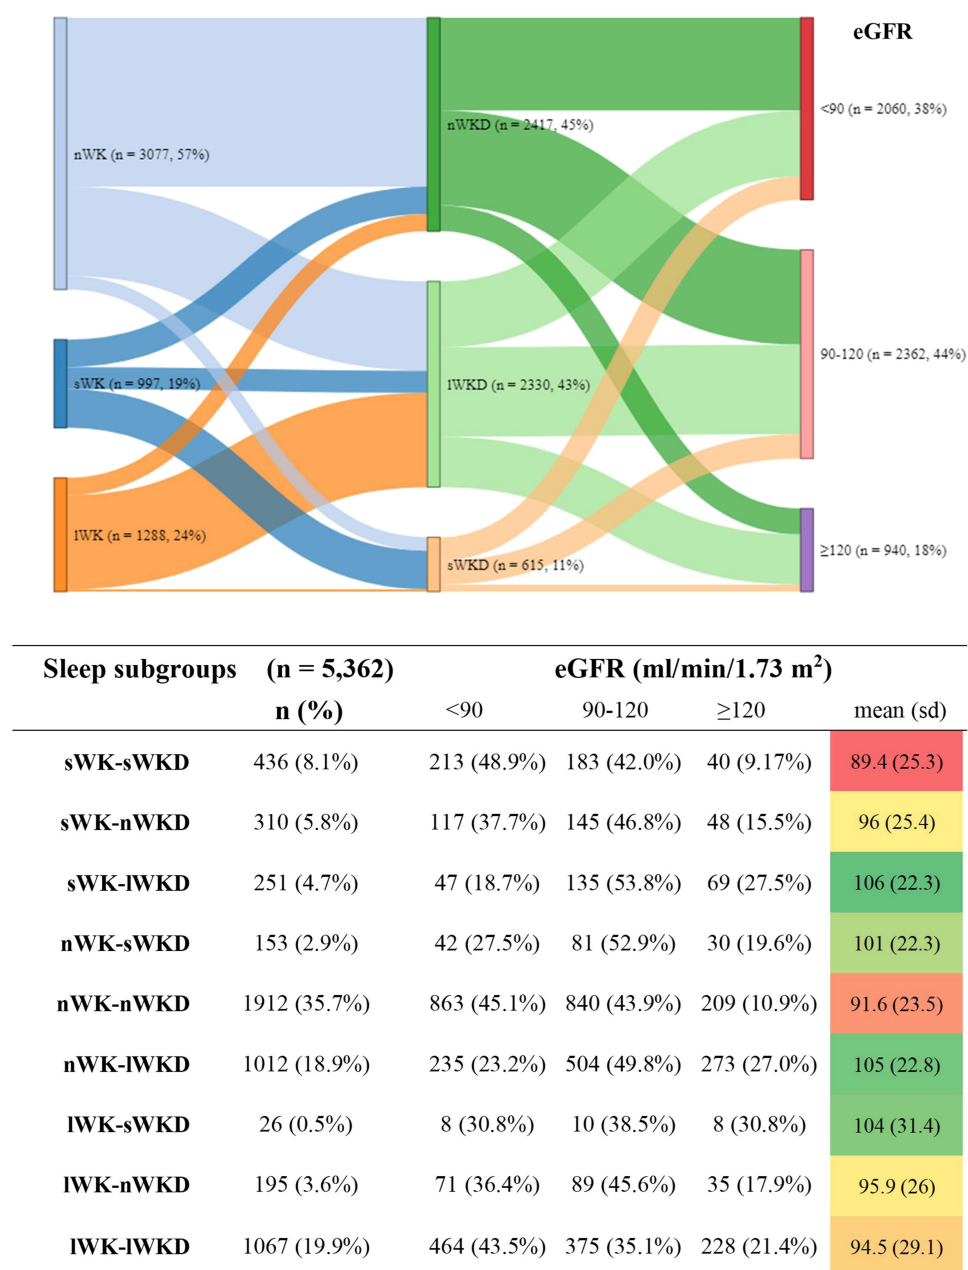 eGFR
<90 (n = 2060, 38%)
nWKD (n = 2417, 45%)
nWK (n = 3077, 57%)
90-120 (n = 2362, 44%)
sWK (n = 997, 19%)
lWKD (n = 2330, 43%)
lWK (n = 1288, 24%)
≥120 (n = 940, 18%)
sWKD (n = 615, 11%)
Sleep subgroups (n = 5,362) eGFR (ml/min/1.73 m²)
n (%) <90 90-120 ≥120 mean (sd)
sWK-sWKD 436 (8.1%) 213 (48.9%) 183 (42.0%) 40 (9.17%) 89.4 (25.3)
sWK-nWKD 310 (5.8%) 117 (37.7%) 145 (46.8%) 48 (15.5%) 96 (25.4)
sWK-lWKD 251 (4.7%) 47 (18.7%) 135 (53.8%) 69 (27.5%) 106 (22.3)
nWK-sWKD 153 (2.9%) 42 (27.5%) 81 (52.9%) 30 (19.6%) 101 (22.3)
nWK-nWKD 1912 (35.7%) 863 (45.1%) 840 (43.9%) 209 (10.9%) 91.6 (23.5)
nWK-lWKD 1012 (18.9%) 235 (23.2%) 504 (49.8%) 273 (27.0%) 105 (22.8)
lWK-sWKD 26 (0.5%) 8 (30.8%) 10 (38.5%) 8 (30.8%) 104 (31.4)
lWK-nWKD 195 (3.6%) 71 (36.4%) 89 (45.6%) 35 (17.9%) 95.9 (26)
lWK-lWKD 1067 (19.9%) 464 (43.5%) 375 (35.1%) 228 (21.4%) 94.5 (29.1)